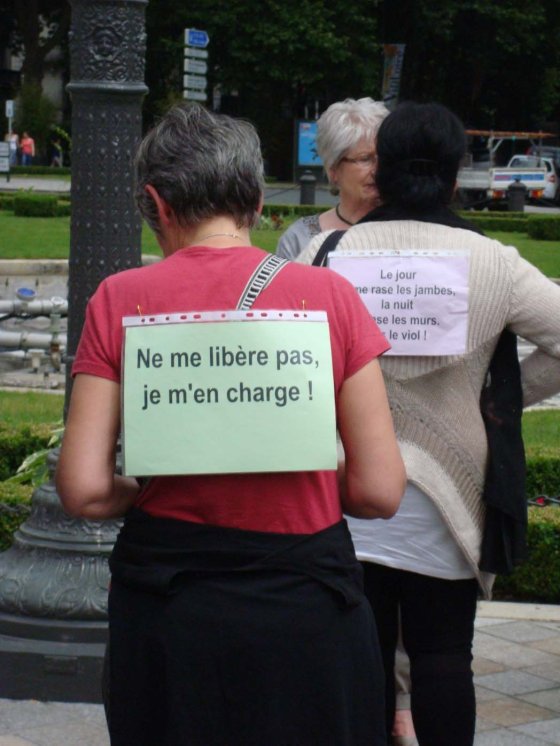 Ne me libère pas,
je m'en charge !
Le jour
me rase les jambes,
la nuit
se les murs.
le viol !